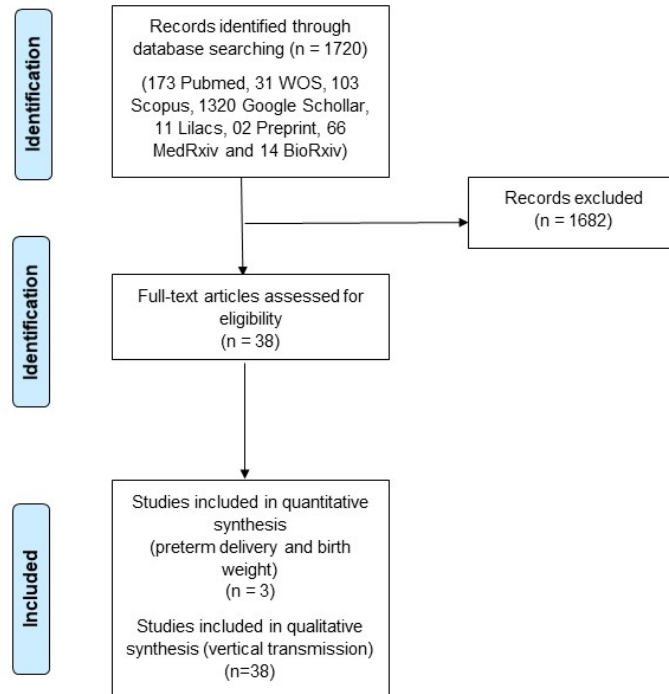 Identification
Records identified through
database searching (n = 1720)
(173 Pubmed, 31 WOS, 103
Scopus, 1320 Google Schollar,
11 Lilacs, 02 Preprint, 66
MedRxiv and 14 BioRxiv)
Records excluded
(n = 1682)
Identification
Full-text articles assessed for
eligibility
(n = 38)
Included
Studies included in quantitative
synthesis
(preterm delivery and birth
weight)
(n = 3)
Studies included in qualitative
synthesis (vertical transmission)
(n=38)